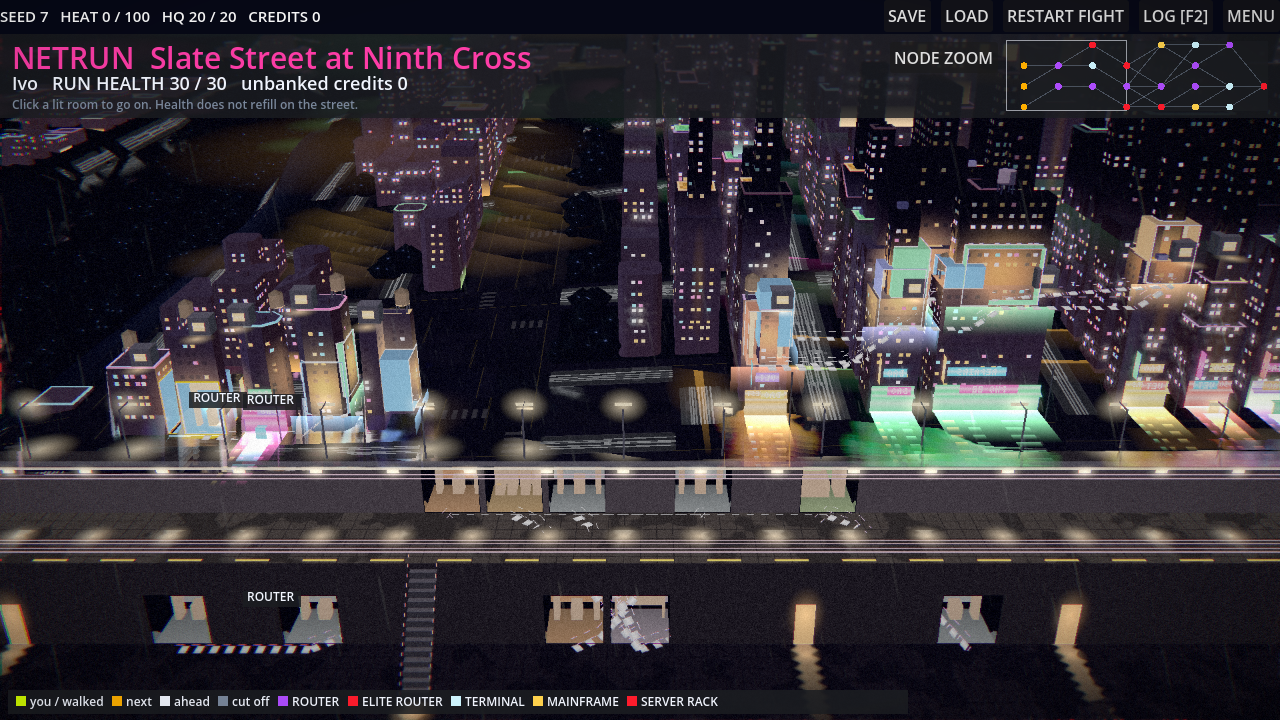 SEED 7 HEAT 0 / 100 HQ 20 / 20 CREDITS 0 SAVE LOAD RESTART FIGHT LOG [F2] MENU
NETRUN Slate Street at Ninth Cross
NODE ZOOM
Ivo RUN HEALTH 30 / 30 unbanked credits 0
Click a lit room to go on. Health does not refill on the street.
ROUTER ROUTER
ROUTER
you / walked next ahead cut off ROUTER ELITE ROUTER TERMINAL MAINFRAME SERVER RACK